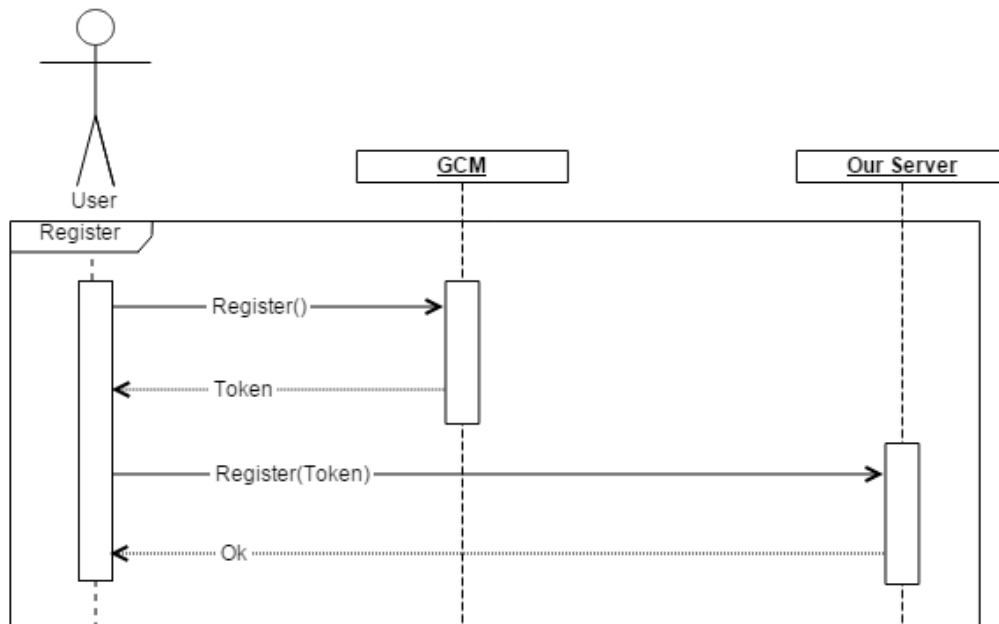 GCM
Our Server
User
Register
Register()
Token
Register(Token)
Ok